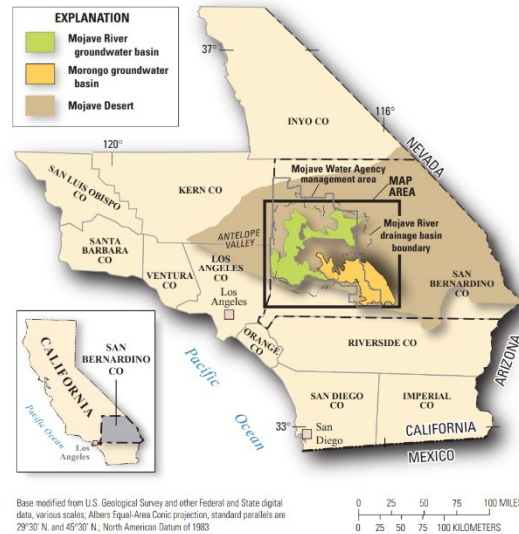 EXPLANATION
Mojave River
groundwater basin
Morongo groundwater
basin
Mojave Desert
37°
116°
120°
INYO CO
NEVADA
Mojave Water Agency
management area
MAP
AREA
SAN LUIS OBISPO
CO
KERN CO
Mojave River
drainage basin
boundary
ANTELOPE
VALLEY
SANTA
BARBARA
CO
VENTURA
CO
LOS
ANGELES
CO
Los
Angeles
SAN
BERNARDINO
CO
ORANGE
CO
RIVERSIDE CO
ARIZONA
Pacific
Ocean
SAN DIEGO
CO
IMPERIAL
CO
33°
San
Diego
CALIFORNIA
MEXICO
CALIFORNIA
SAN
BERNARDINO
CO
Pacific Ocean
Los
Angeles
Base modified from U.S. Geological Survey and other Federal and State digital
data, various scales; Albers Equal-Area Conic projection, standard parallels are
29°30' N. and 45°30' N.; North American Datum of 1983
0 25 50 75 100 MILES
0 25 50 75 100 KILOMETERS